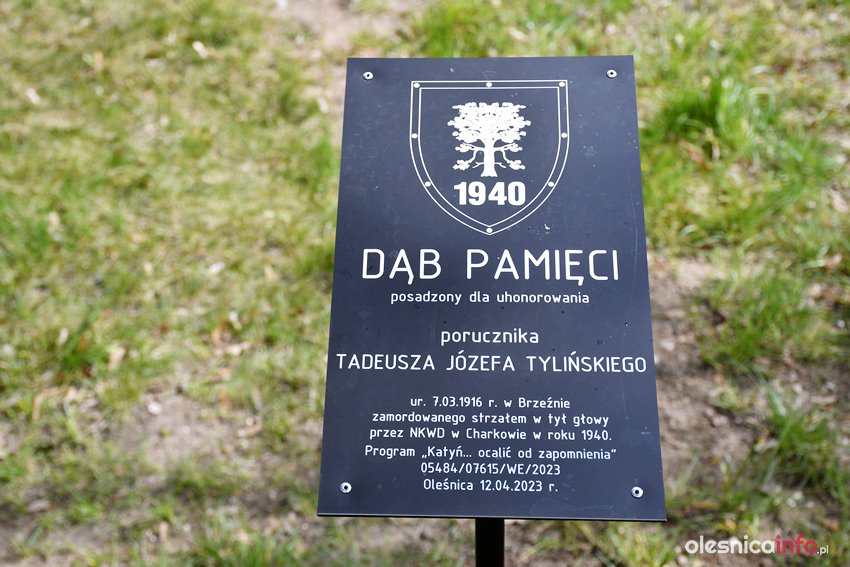 1940
DĄB PAMIĘCI
posadzony dla uhonorowania
porucznika
TADEUSZA JÓZEFA TYLIŃSKIEGO
ur. 7.03.1916 r. w Brzeźnie
zamordowanego strzałem w tył głowy
przez NKWD w Charkowie w roku 1940.
Program „Katyń... ocalić od zapomnienia"
05484/07615/WE/2023
Oleśnica 12.04.2023 r.
olesnicainfo.pl